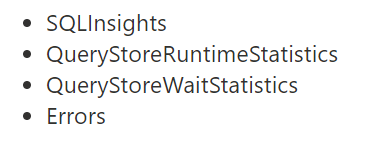 • SQLInsights
• QueryStoreRuntimeStatistics
• QueryStoreWaitStatistics
• Errors